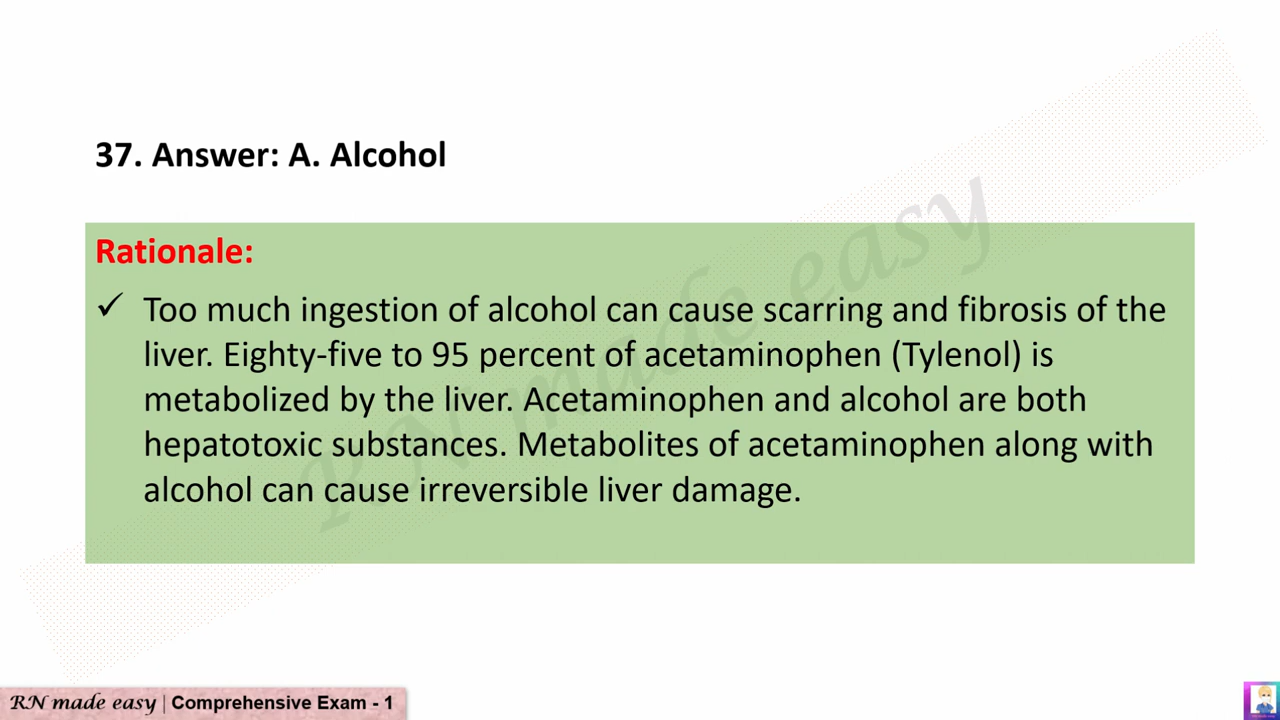 37. Answer: A. Alcohol
Rationale:
✓ Too much ingestion of alcohol can cause scarring and fibrosis of the
liver. Eighty-five to 95 percent of acetaminophen (Tylenol) is
metabolized by the liver. Acetaminophen and alcohol are both
hepatotoxic substances. Metabolites of acetaminophen along with
alcohol can cause irreversible liver damage.
RN made easy
RN made easy | Comprehensive Exam - 1